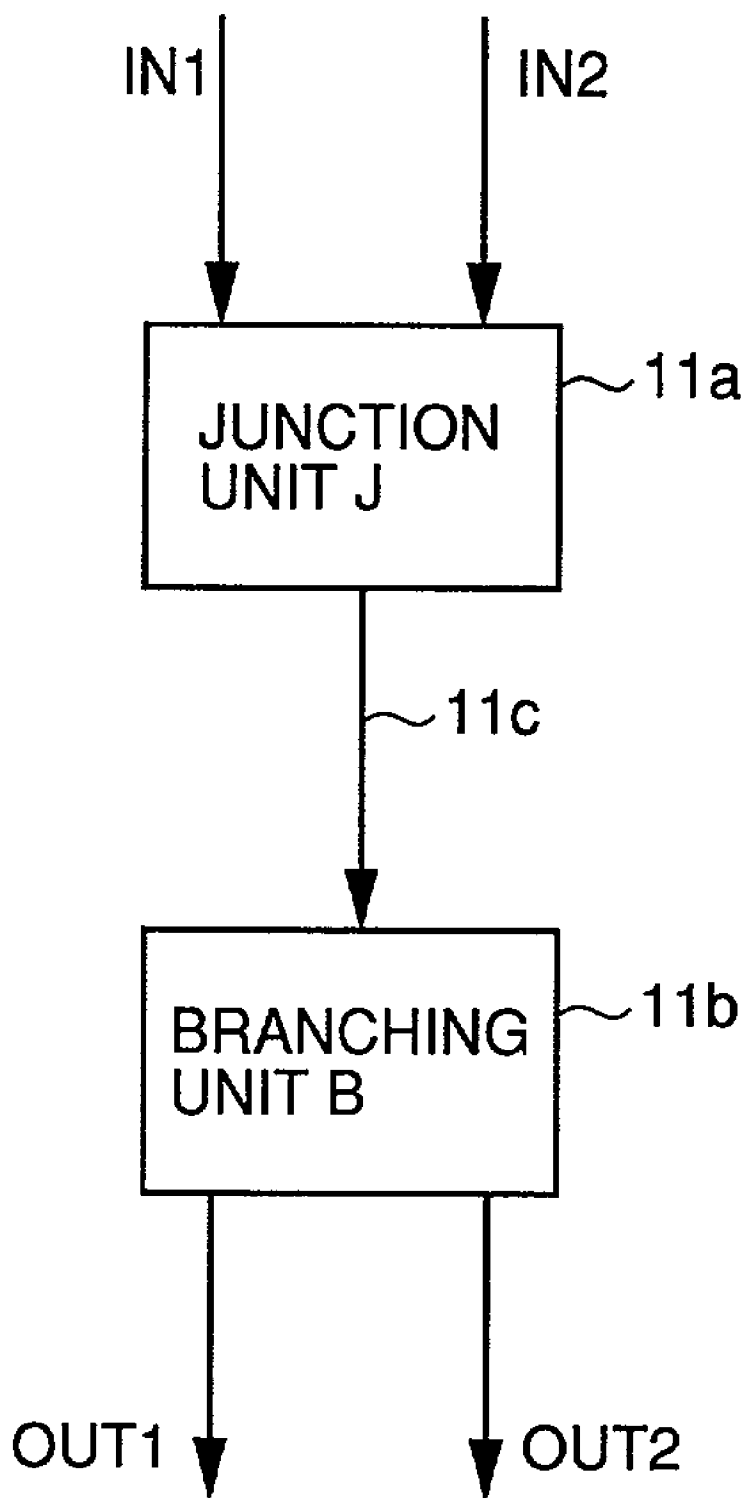 IN1
IN2
JUNCTION
UNIT J
11a
11c
BRANCHING
UNIT B
11b
OUT1
OUT2